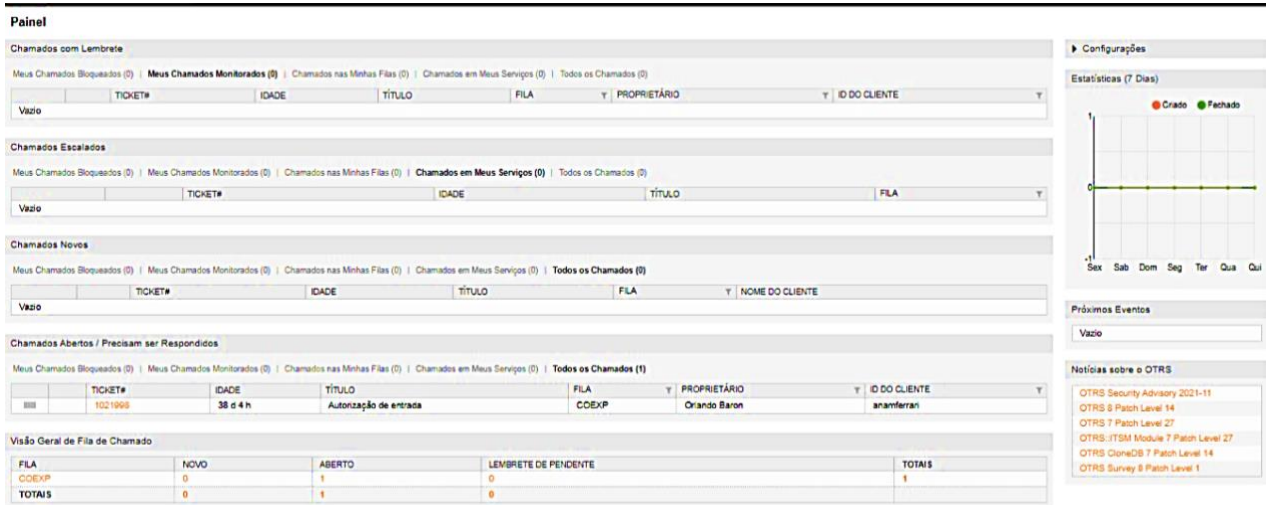 Painel
Chamados com Lembrete
Meus Chamados Bloqueados (0) | Meus Chamados Monitorados (0) | Chamados nas Minhas Filas (0) | Chamados em Meus Serviços (0) | Todos os Chamados (0)
TICKET# IDADE TÍTULO FILA PROPRIETÁRIO ID DO CLIENTE
Vazio
Chamados Escalados
Meus Chamados Bloqueados (0) | Meus Chamados Monitorados (0) | Chamados nas Minhas Filas (0) | Chamados em Meus Serviços (0) | Todos os Chamados (0)
TICKET# IDADE TÍTULO FILA
Vazio
Chamados Novos
Meus Chamados Bloqueados (0) | Meus Chamados Monitorados (0) | Chamados nas Minhas Filas (0) | Chamados em Meus Serviços (0) | Todos os Chamados (0)
TICKET# IDADE TÍTULO FILA NOME DO CLIENTE
Vazio
Chamados Abertos / Precisam ser Respondidos
Meus Chamados Bloqueados (0) | Meus Chamados Monitorados (0) | Chamados nas Minhas Filas (0) | Chamados em Meus Serviços (0) | Todos os Chamados (1)
TICKET# IDADE TÍTULO FILA PROPRIETÁRIO ID DO CLIENTE
1021995 38 d 4 h Autorização de entrada COEXP Orlando Baron anamferrari
Visão Geral de Fila de Chamado
FILA NOVO ABERTO LEMBRETE DE PENDENTE TOTAIS
COEXP 0 1 0 1
TOTAIS 0 1 0
Configurações
Estatísticas (7 Dias)
Criado Fechado
1
0
-1
Sex Sab Dom Seg Ter Qua Qui
Próximos Eventos
Vazio
Notícias sobre o OTRS
OTRS Security Advisory 2021-11
OTRS 8 Patch Level 14
OTRS 7 Patch Level 27
OTRS::ITSM Module 7 Patch Level 27
OTRS CloneDB 7 Patch Level 14
OTRS Survey 8 Patch Level 1